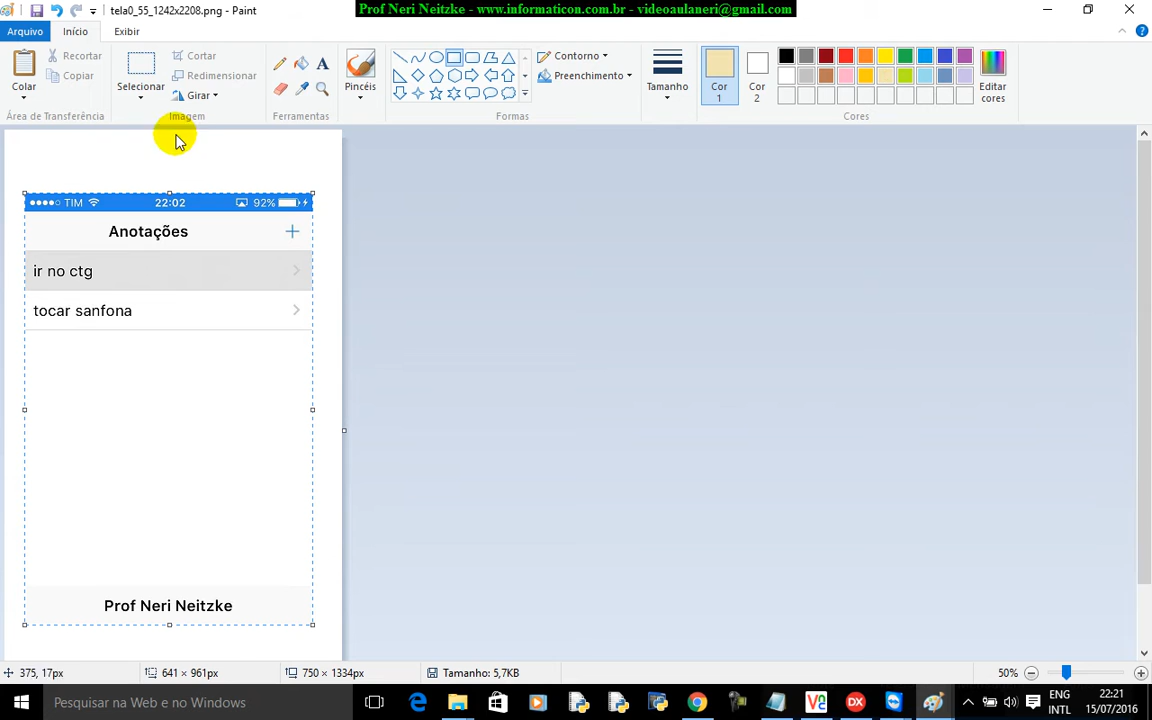 tela0_55_1242x2208.png - Paint
Prof Neri Neitzke - www.informaticon.com.br - videoaulaneri@gmail.com
Arquivo
Início
Exibir
Colar
Recortar
Copiar
Área de Transferência
Selecionar
Cortar
Redimensionar
Girar
Imagem
Ferramentas
Pincéis
Contorno
Preenchimento
Formas
Tamanho
Cor 1
Cor 2
Editar cores
Cores
TIM 22:02 92%
Anotações
ir no ctg
tocar sanfona
Prof Neri Neitzke
375, 17px
641 × 961px
750 × 1334px
Tamanho: 5,7KB
50%
Pesquisar na Web e no Windows
ENG
INTL
22:21
15/07/2016